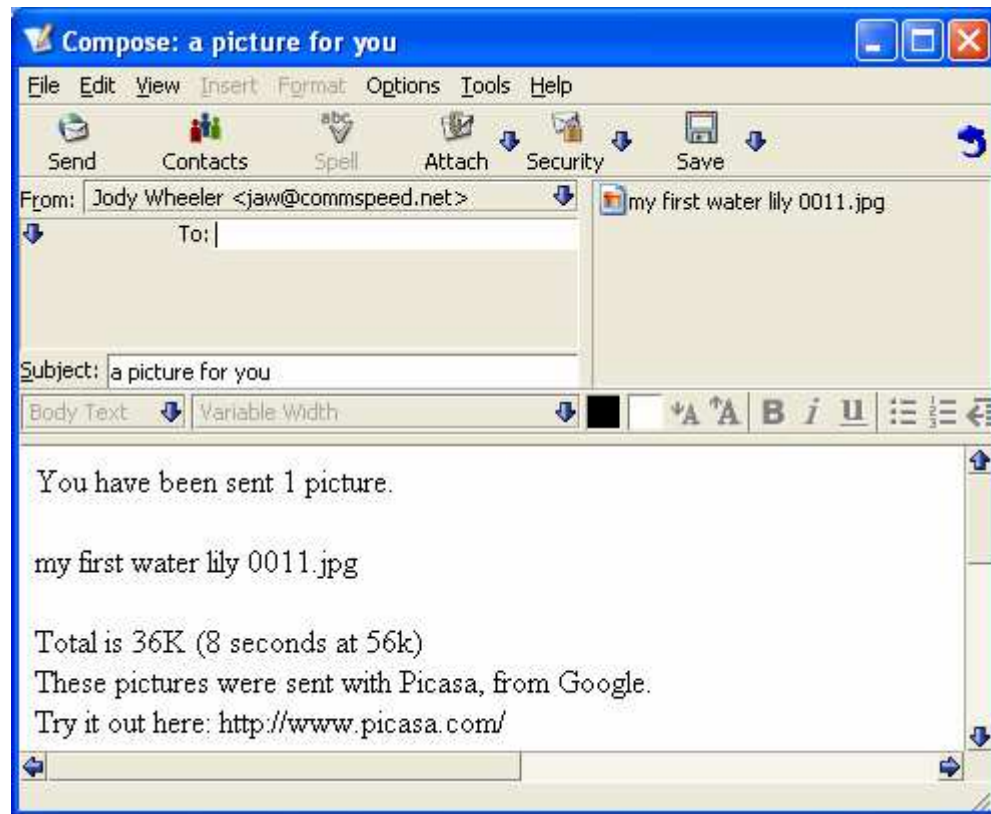 Compose: a picture for you
File Edit View Insert Format Options Tools Help
abc
Send Contacts Spell Attach Security Save
From: Jody Wheeler <jaw@commspeed.net>
my first water lily 0011.jpg
To:
Subject: a picture for you
Body Text Variable Width A A B i u
You have been sent 1 picture.
my first water lily 0011.jpg
Total is 36K (8 seconds at 56k)
These pictures were sent with Picasa, from Google.
Try it out here: http://www.picasa.com/